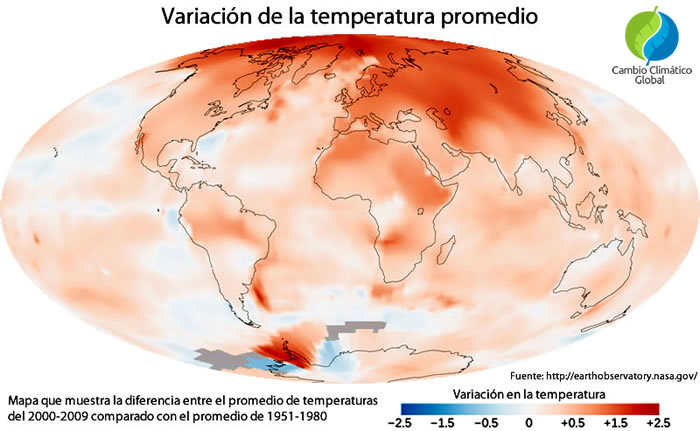 Variación de la temperatura promedio
Cambio Climático
Global
Fuente: http://earthobservatory.nasa.gov/
Mapa que muestra la diferencia entre el promedio de temperaturas
del 2000-2009 comparado con el promedio de 1951-1980
Variación en la temperatura
−2.5 −1.5 -0.5 0 +0.5 +1.5 +2.5